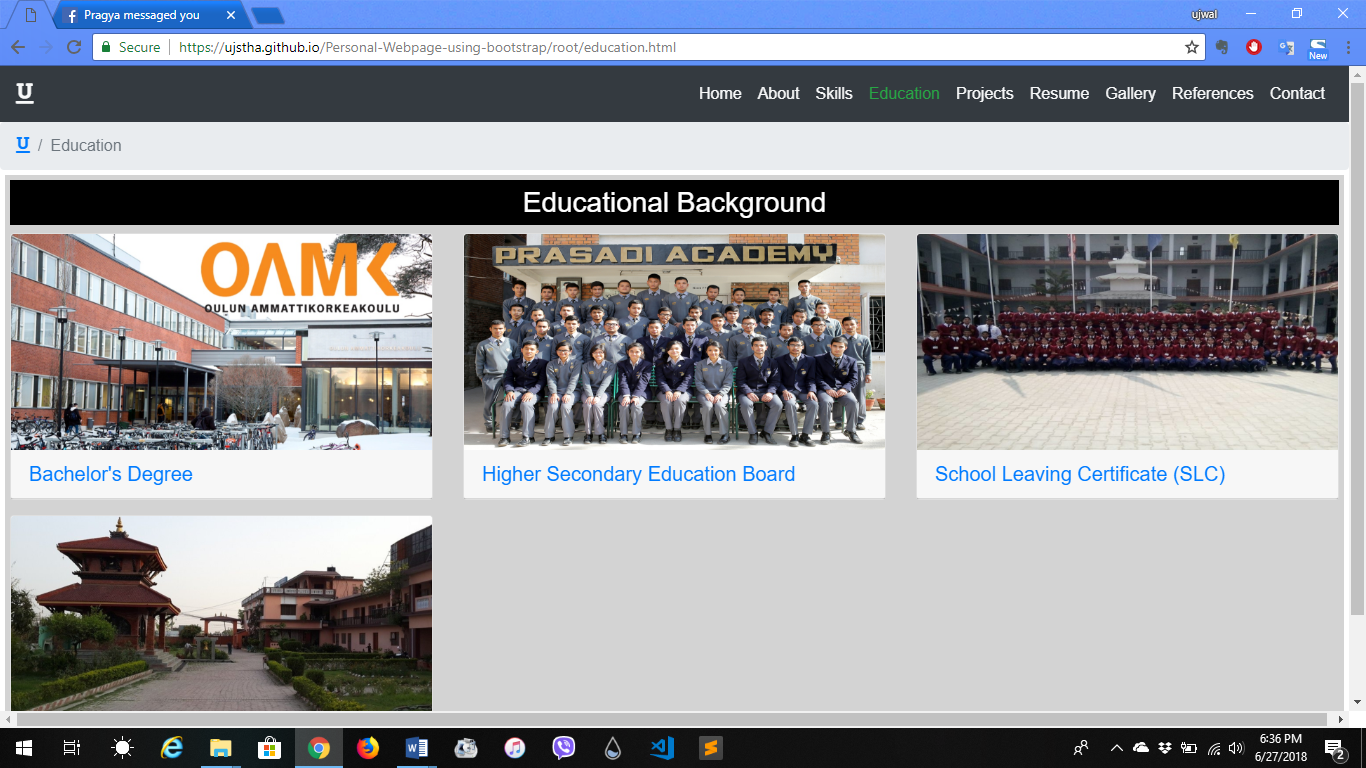 Pragya messaged you
ujwal
Secure
https://ujstha.github.io/Personal-Webpage-using-bootstrap/root/education.html
New
U
Home
About
Skills
Education
Projects
Resume
Gallery
References
Contact
U / Education
Educational Background
OAMK
OULUN AMMATTIKORKEAKOULU
PRASADI ACADEMY
Bachelor's Degree
Higher Secondary Education Board
School Leaving Certificate (SLC)
6:36 PM
6/27/2018
2